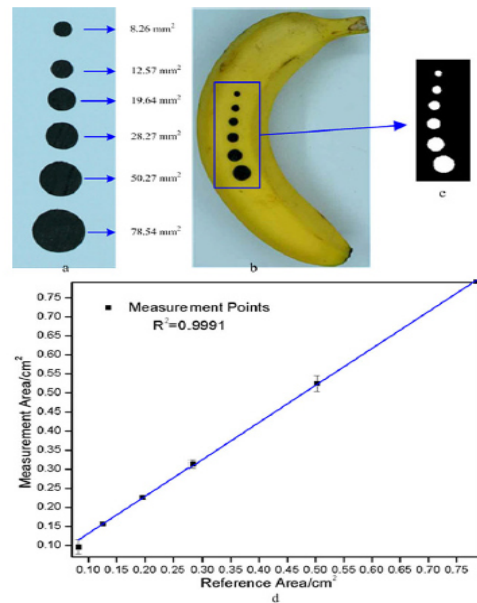 8.26 mm²
12.57 mm²
19.64 mm²
28.27 mm²
50.27 mm²
78.54 mm²
a
b
c
Measurement Points
R²=0.9991
Measurement Area/cm²
0.75
0.70
0.65
0.60
0.55
0.50
0.45
0.40
0.35
0.30
0.25
0.20
0.15
0.10
0.10 0.15 0.20 0.25 0.30 0.35 0.40 0.45 0.50 0.55 0.60 0.65 0.70 0.75
Reference Area/cm²
d